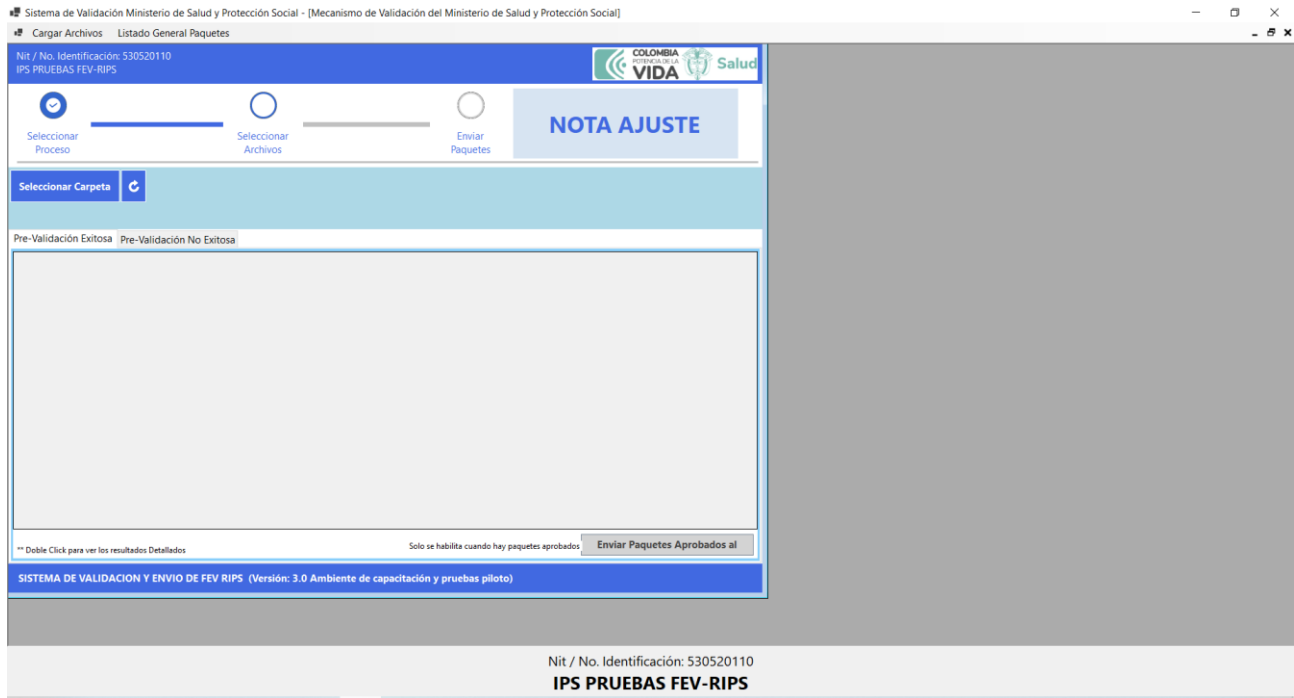 Sistema de Validación Ministerio de Salud y Protección Social - [Mecanismo de Validación del Ministerio de Salud y Protección Social]
Cargar Archivos Listado General Paquetes
Nit / No. Identificación: 530520110
IPS PRUEBAS FEV-RIPS
COLOMBIA
POTENCIA DE LA
VIDA
Salud
Seleccionar
Proceso
Seleccionar
Archivos
Enviar
Paquetes
NOTA AJUSTE
Seleccionar Carpeta
Pre-Validación Exitosa Pre-Validación No Exitosa
** Doble Click para ver los resultados Detallados
Solo se habilita cuando hay paquetes aprobados
Enviar Paquetes Aprobados al
SISTEMA DE VALIDACION Y ENVIO DE FEV RIPS (Versión: 3.0 Ambiente de capacitación y pruebas piloto)
Nit / No. Identificación: 530520110
IPS PRUEBAS FEV-RIPS